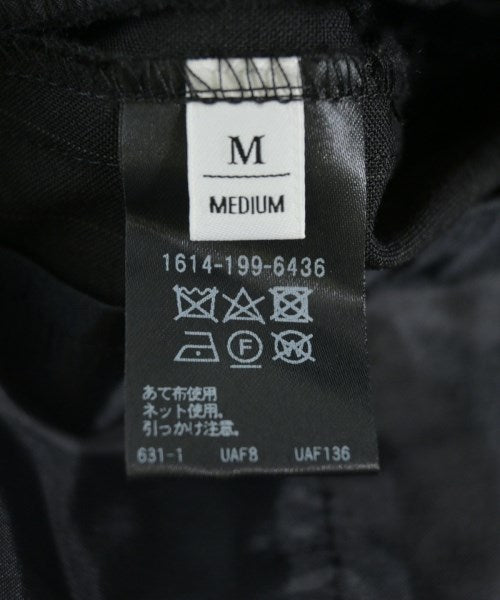 M
MEDIUM
1614-199-6436
F
W
あて布使用
ネット使用。
引っかけ注意。
631-1 UAF8 UAF136